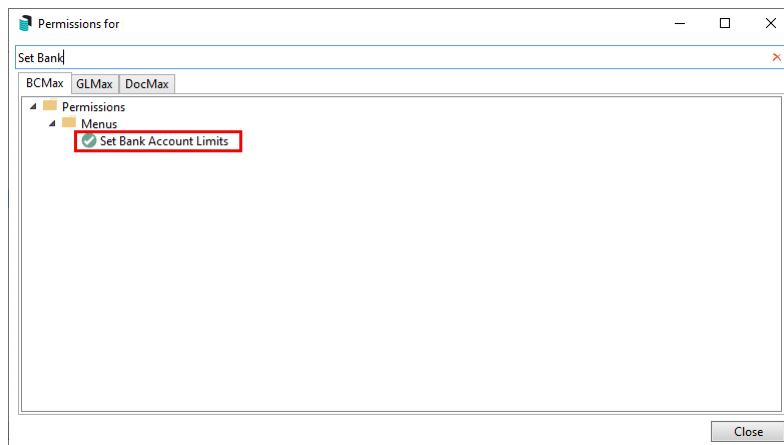 Permissions for
Set Bank
BCMax GLMax DocMax
Permissions
Menus
Set Bank Account Limits
Close